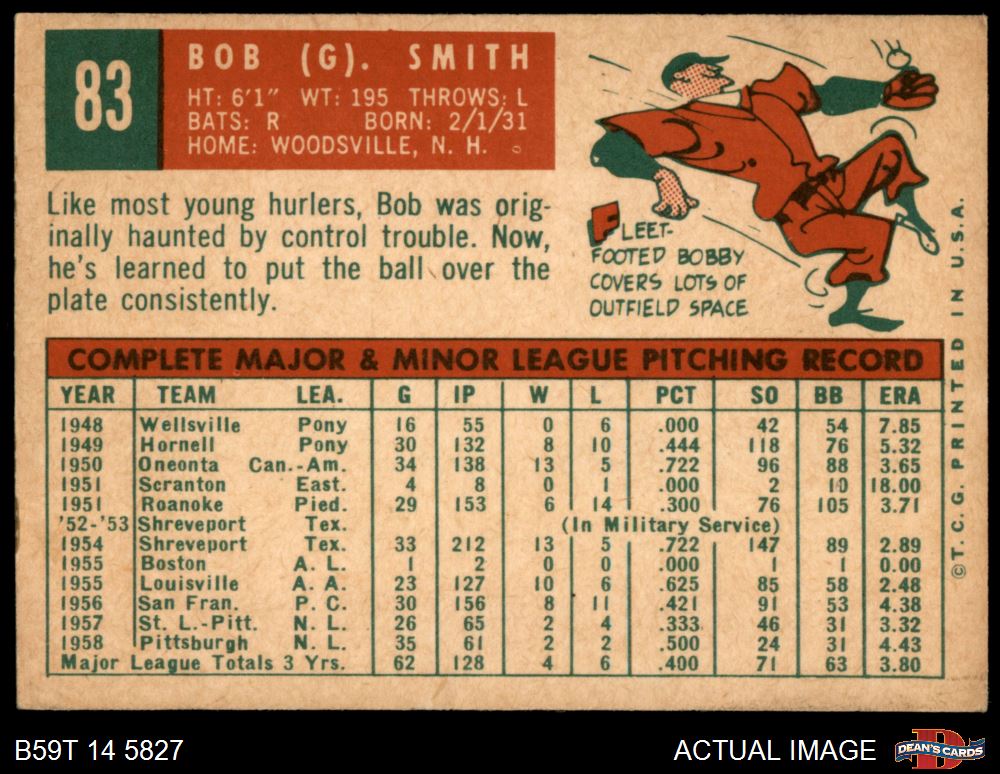 83
BOB (G). SMITH
HT: 6'1" WT: 195 THROWS: L
BATS: R BORN: 2/1/31
HOME: WOODSVILLE, N. H.
Like most young hurlers, Bob was orig-
inally haunted by control trouble. Now,
he's learned to put the ball over the
plate consistently.
FLEET-
FOOTED BOBBY
COVERS LOTS OF
OUTFIELD SPACE
COMPLETE MAJOR & MINOR LEAGUE PITCHING RECORD
YEAR TEAM LEA. G IP W L PCT SO BB ERA
1948 Wellsville Pony 16 55 0 6 .000 42 54 7.85
1949 Hornell Pony 30 132 8 10 .444 118 76 5.32
1950 Oneonta Can.-Am. 34 138 13 5 .722 96 88 3.65
1951 Scranton East. 4 8 0 1 .000 2 10 18.00
1951 Roanoke Pied. 29 153 6 14 .300 76 105 3.71
'52-'53 Shreveport Tex. (In Military Service)
1954 Shreveport Tex. 33 212 13 5 .722 147 89 2.89
1955 Boston A. L. 1 2 0 0 .000 1 1 0.00
1955 Louisville A. A. 23 127 10 6 .625 85 58 2.48
1956 San Fran. P. C. 30 156 8 11 .421 91 53 4.38
1957 St. L.-Pitt. N. L. 26 65 2 4 .333 46 31 3.32
1958 Pittsburgh N. L. 35 61 2 2 .500 24 31 4.43
Major League Totals 3 Yrs. 62 128 4 6 .400 71 63 3.80
©T. C. G. PRINTED IN U.S.A.
B59T 14 5827
ACTUAL IMAGE
D
DEAN'S CARDS